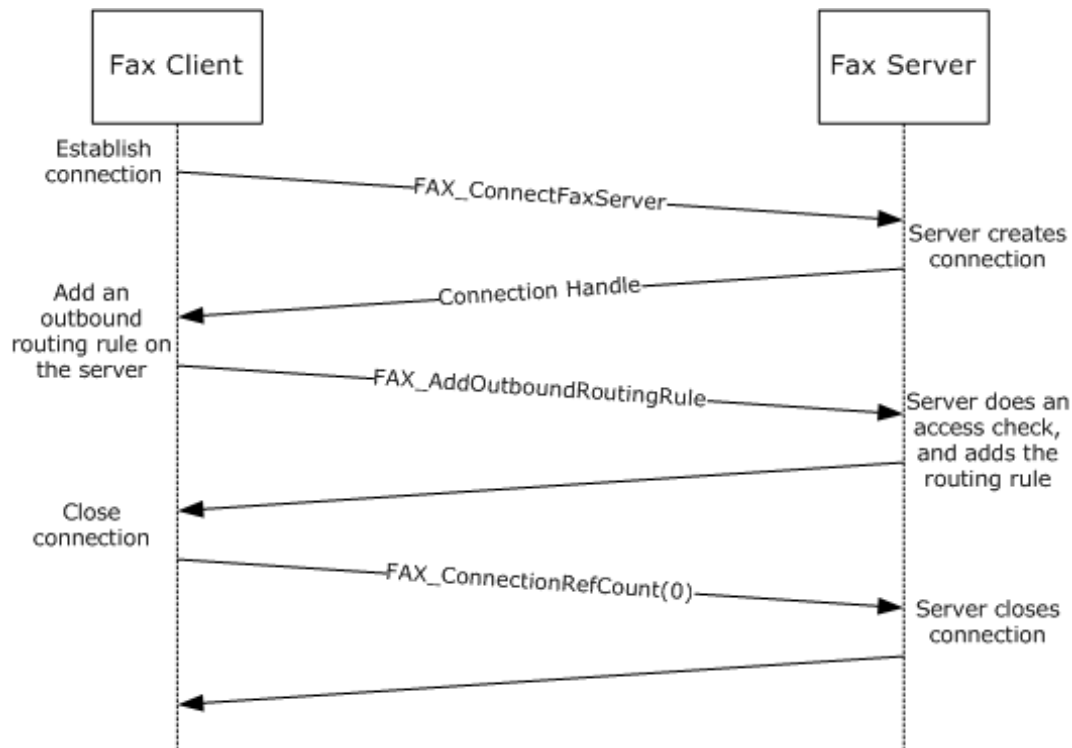 Fax Client
Fax Server
Establish
connection
FAX_ConnectFaxServer
Server creates
connection
Connection Handle
Add an
outbound
routing rule on
the server
FAX_AddOutboundRoutingRule
Server does an
access check,
and adds the
routing rule
Close
connection
FAX_ConnectionRefCount(0)
Server closes
connection